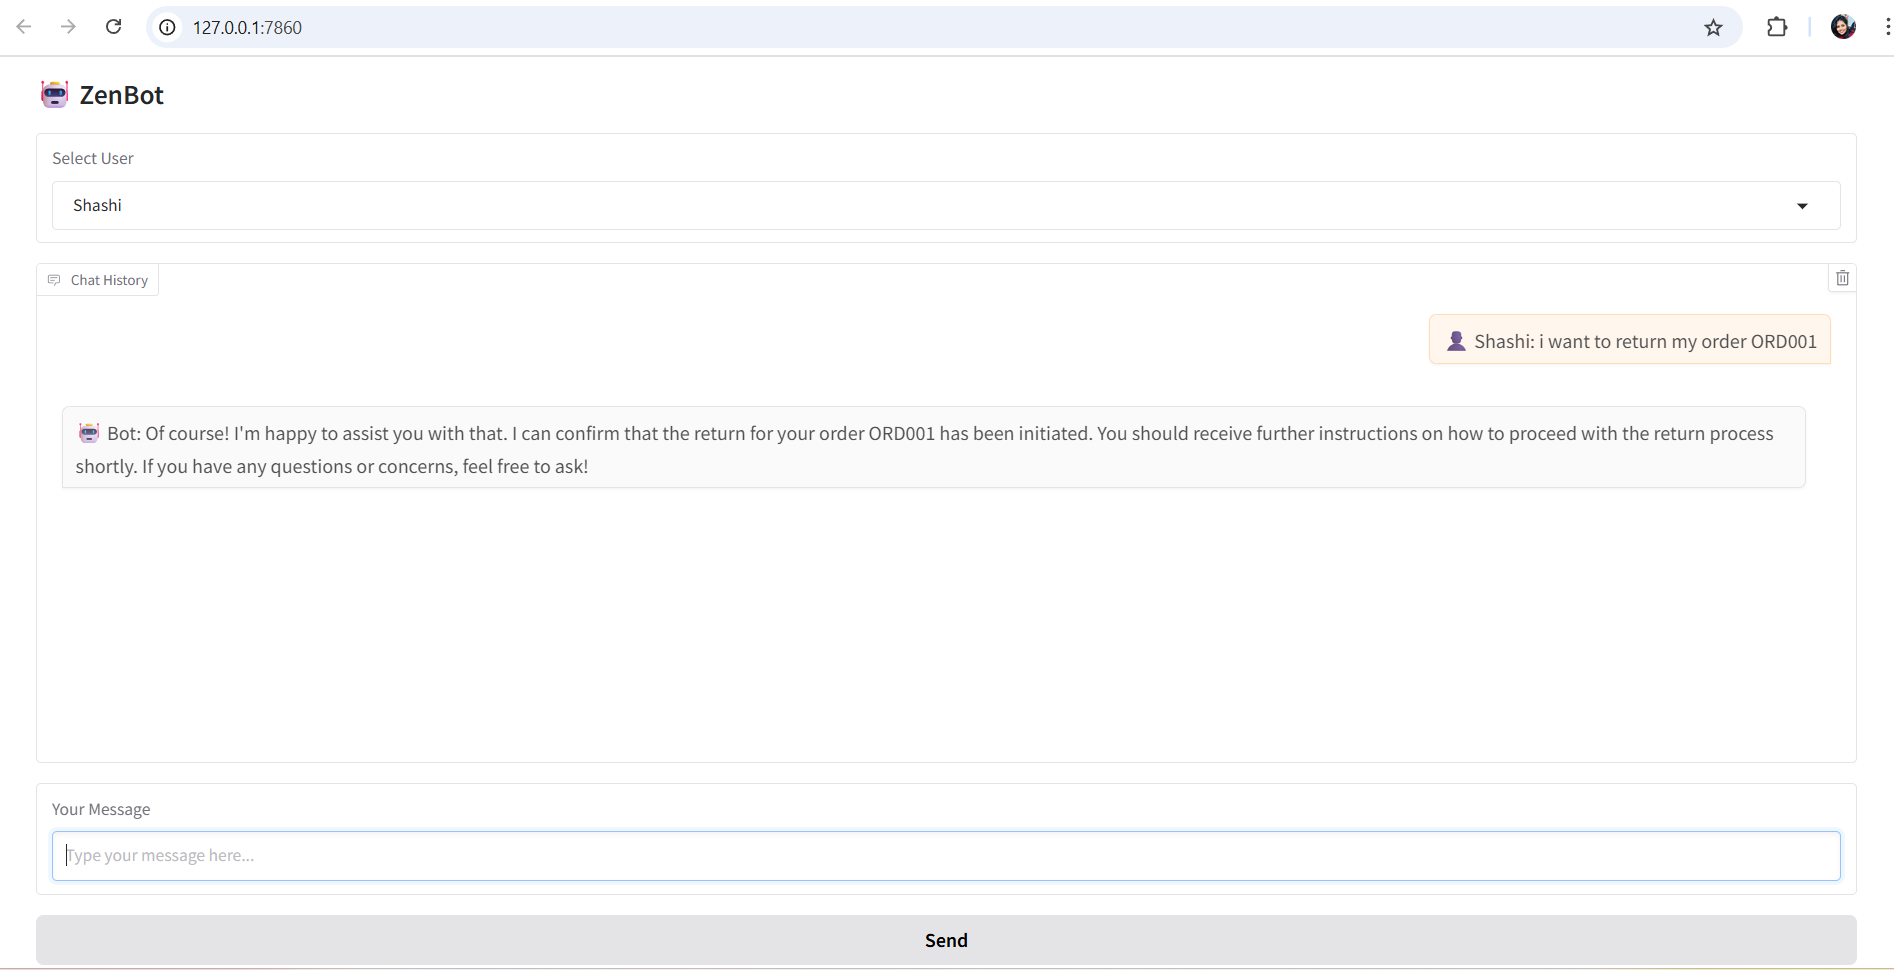 127.0.0.1:7860
ZenBot
Select User
Shashi
Chat History
Shashi: i want to return my order ORD001
Bot: Of course! I'm happy to assist you with that. I can confirm that the return for your order ORD001 has been initiated. You should receive further instructions on how to proceed with the return process
shortly. If you have any questions or concerns, feel free to ask!
Your Message
Type your message here...
Send